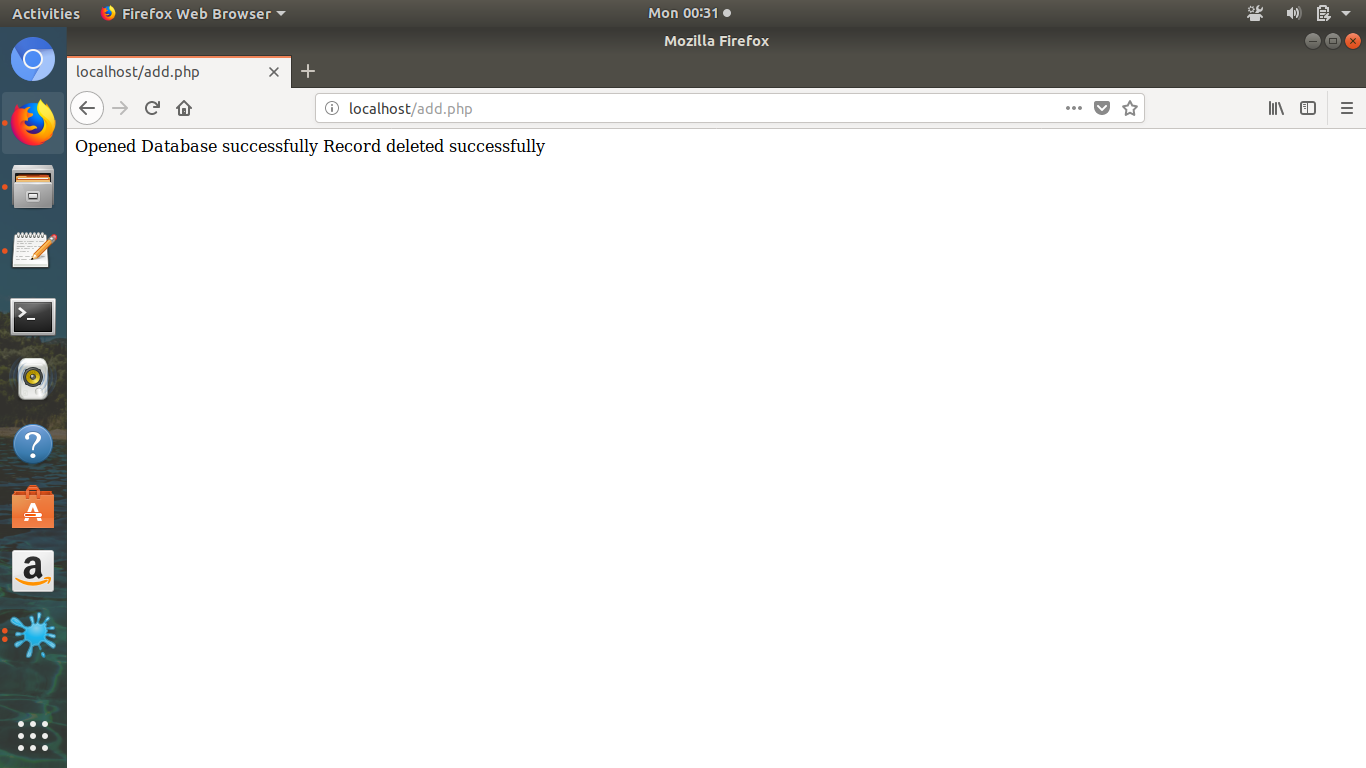 Activities
Firefox Web Browser
Mon 00:31
Mozilla Firefox
localhost/add.php
localhost/add.php
Opened Database successfully Record deleted successfully